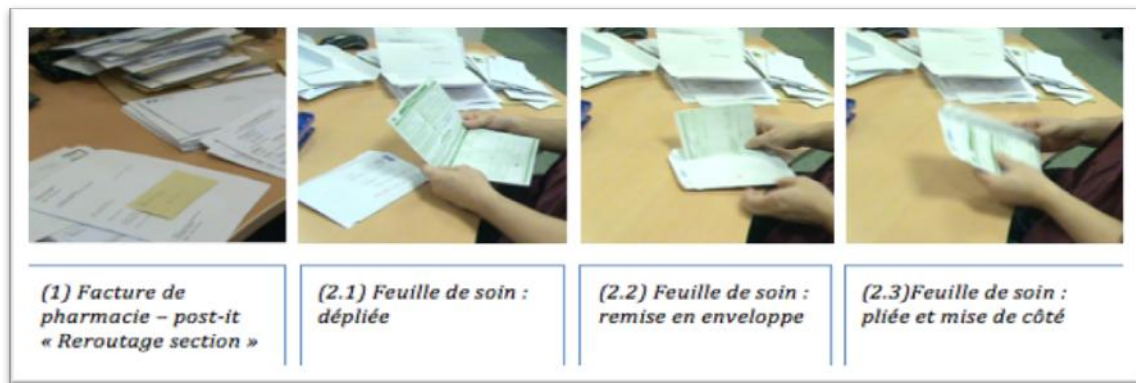 (1) Facture de
pharmacie – post-it
« Reroutage section »
(2.1) Feuille de soin :
dépliée
(2.2) Feuille de soin :
remise en enveloppe
(2.3)Feuille de soin :
pliée et mise de côté